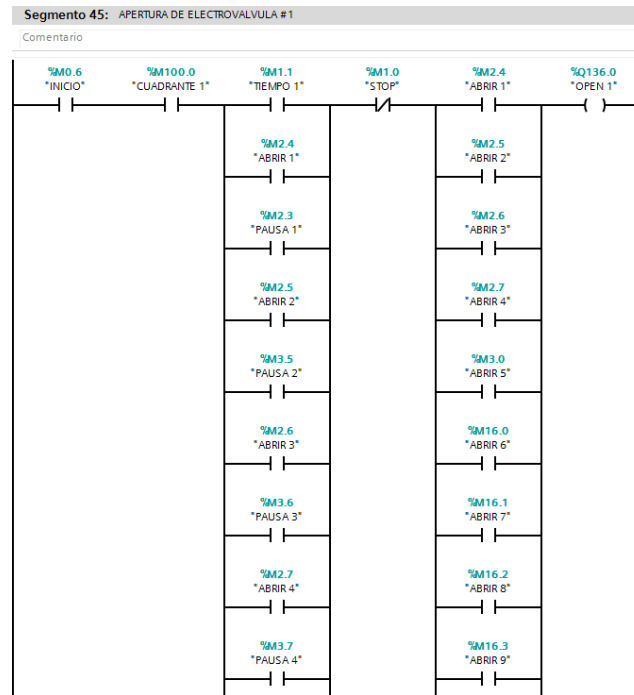 Segmento 45: APERTURA DE ELECTROVALVULA #1
Comentario
%M0.6 %M100.0 %M1.1 %M1.0 %M2.4 %Q136.0
"INICIO" "CUADRANTE 1" "TIEMPO 1" "STOP" "ABRIR 1" "OPEN 1"
%M2.4 %M2.5
"ABRIR 1" "ABRIR 2"
%M2.3 %M2.6
"PAUSA 1" "ABRIR 3"
%M2.5 %M2.7
"ABRIR 2" "ABRIR 4"
%M3.5 %M3.0
"PAUSA 2" "ABRIR 5"
%M2.6 %M16.0
"ABRIR 3" "ABRIR 6"
%M3.6 %M16.1
"PAUSA 3" "ABRIR 7"
%M2.7 %M16.2
"ABRIR 4" "ABRIR 8"
%M3.7 %M16.3
"PAUSA 4" "ABRIR 9"